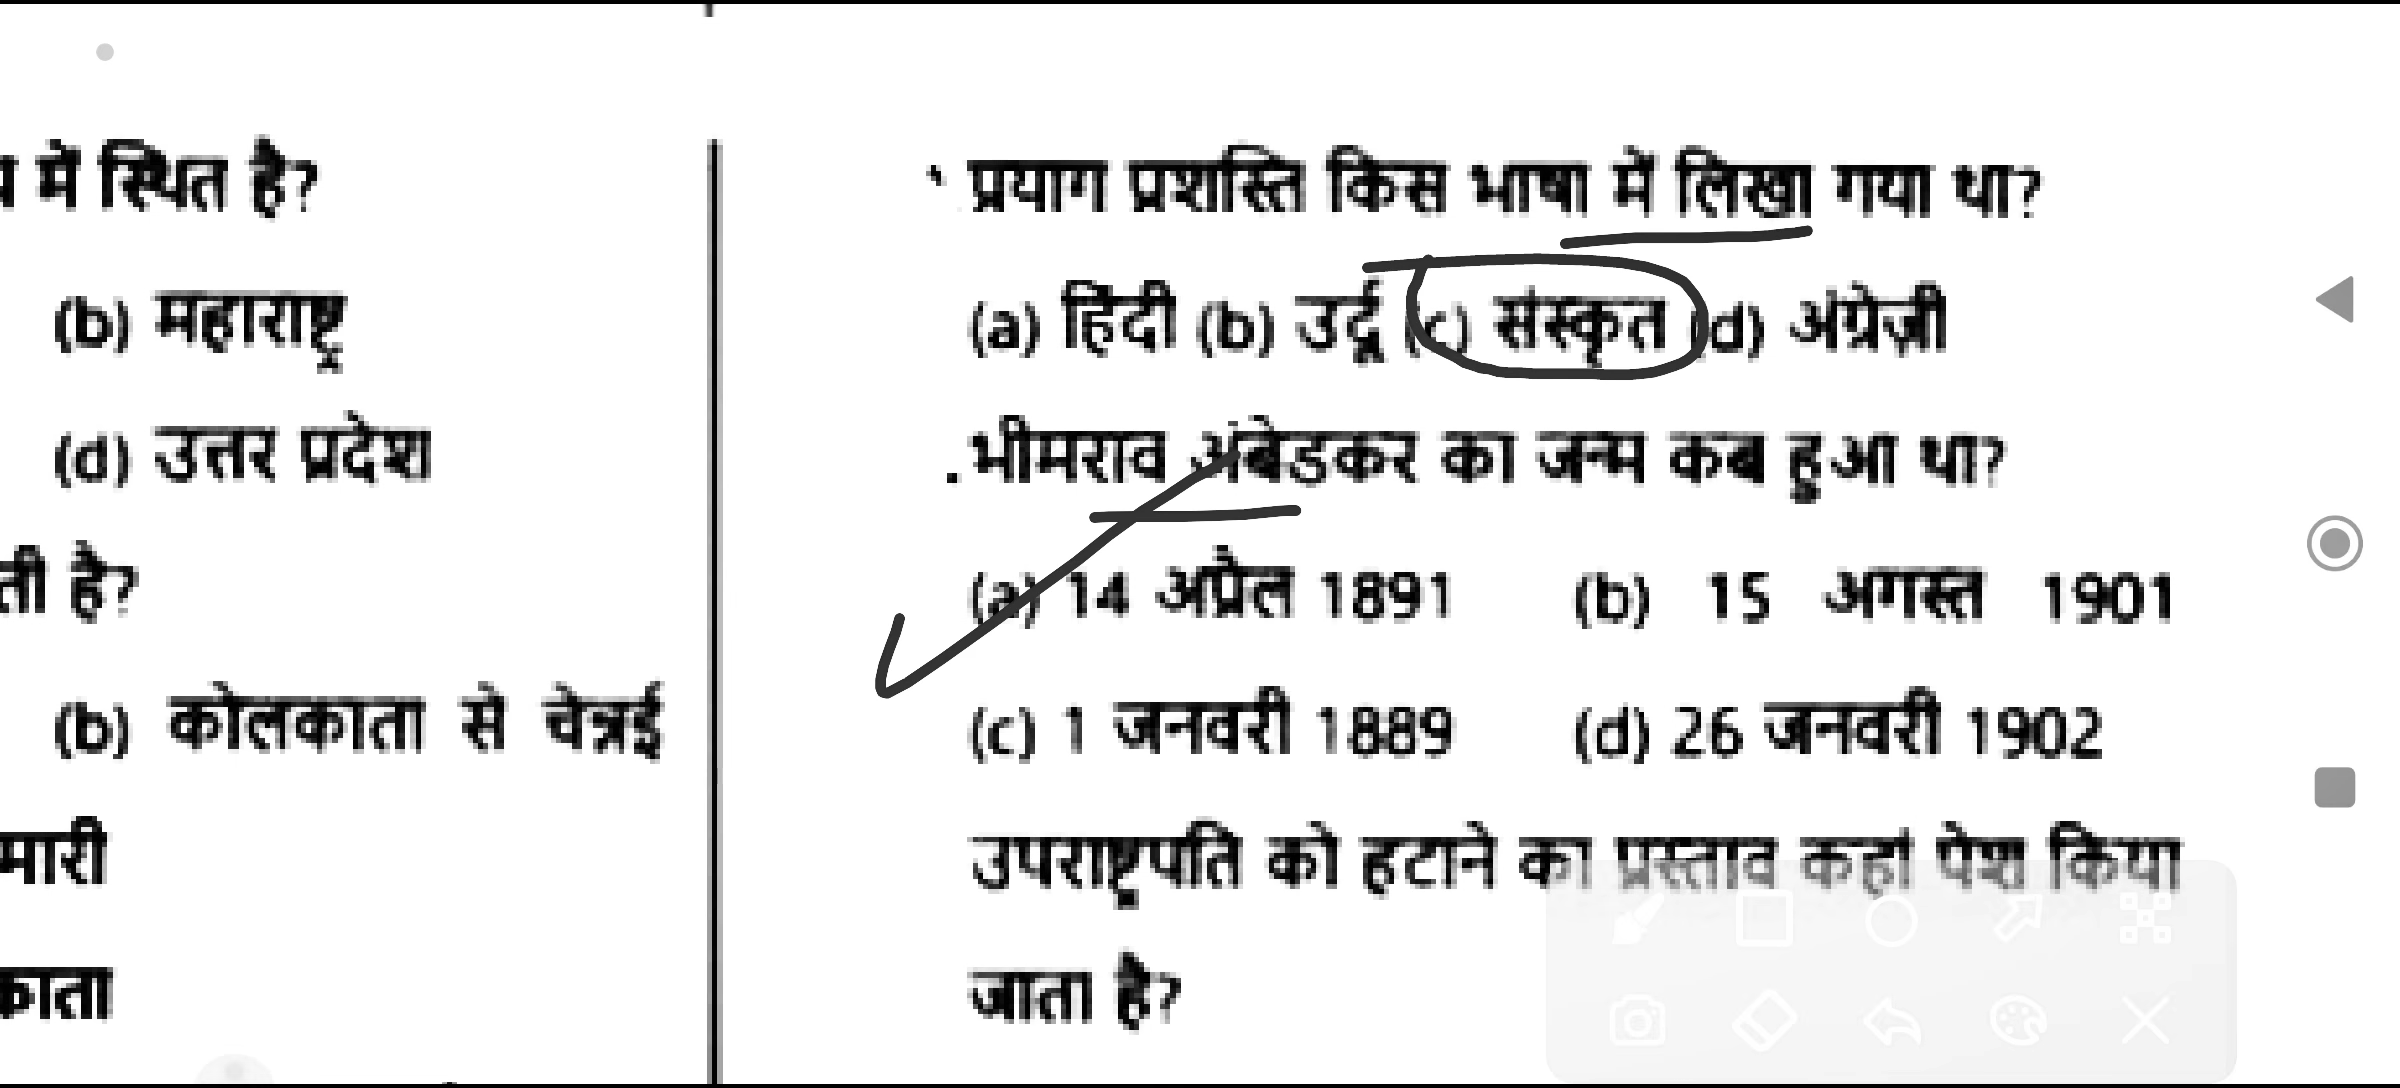 में स्थित है?
(b) महाराष्ट्र
(d) उत्तर प्रदेश
ती है?
(b) कोलकाता से चेन्नई
मारी
काता
प्रयाग प्रशस्ति किस भाषा में लिखा गया था?
(a) हिंदी (b) उर्दू (c) संस्कृत (d) अंग्रेज़ी
. भीमराव अंबेडकर का जन्म कब हुआ था?
(a) 14 अप्रैल 1891 (b) 15 अगस्त 1901
(c) 1 जनवरी 1889 (d) 26 जनवरी 1902
उपराष्ट्रपति को हटाने का प्रस्ताव कहां पेश किया
जाता है?